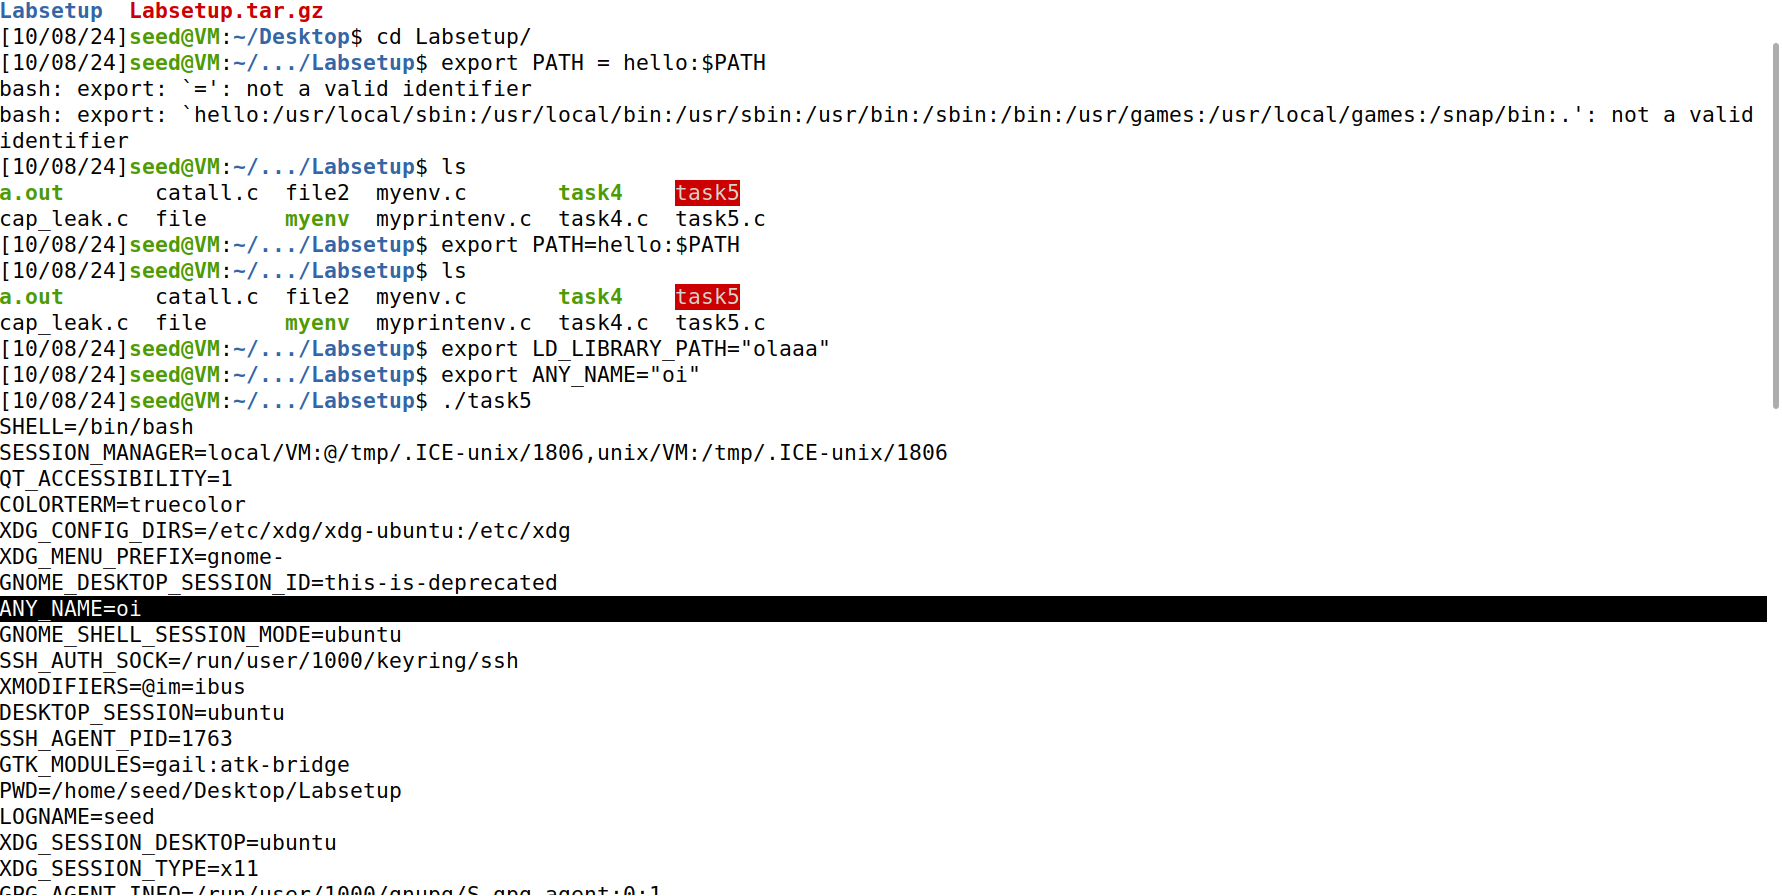 Labsetup  Labsetup.tar.gz
[10/08/24]seed@VM:~/Desktop$ cd Labsetup/
[10/08/24]seed@VM:~/.../Labsetup$ export PATH = hello:$PATH
bash: export: `=': not a valid identifier
bash: export: `hello:/usr/local/sbin:/usr/local/bin:/usr/sbin:/usr/bin:/sbin:/bin:/usr/games:/usr/local/games:/snap/bin:.': not a valid
identifier
[10/08/24]seed@VM:~/.../Labsetup$ ls
a.out       catall.c  file2  myenv.c       task4    task5
cap_leak.c  file      myenv  myprintenv.c  task4.c  task5.c
[10/08/24]seed@VM:~/.../Labsetup$ export PATH=hello:$PATH
[10/08/24]seed@VM:~/.../Labsetup$ ls
a.out       catall.c  file2  myenv.c       task4    task5
cap_leak.c  file      myenv  myprintenv.c  task4.c  task5.c
[10/08/24]seed@VM:~/.../Labsetup$ export LD_LIBRARY_PATH="olaaa"
[10/08/24]seed@VM:~/.../Labsetup$ export ANY_NAME="oi"
[10/08/24]seed@VM:~/.../Labsetup$ ./task5
SHELL=/bin/bash
SESSION_MANAGER=local/VM:@/tmp/.ICE-unix/1806,unix/VM:/tmp/.ICE-unix/1806
QT_ACCESSIBILITY=1
COLORTERM=truecolor
XDG_CONFIG_DIRS=/etc/xdg/xdg-ubuntu:/etc/xdg
XDG_MENU_PREFIX=gnome-
GNOME_DESKTOP_SESSION_ID=this-is-deprecated
ANY_NAME=oi
GNOME_SHELL_SESSION_MODE=ubuntu
SSH_AUTH_SOCK=/run/user/1000/keyring/ssh
XMODIFIERS=@im=ibus
DESKTOP_SESSION=ubuntu
SSH_AGENT_PID=1763
GTK_MODULES=gail:atk-bridge
PWD=/home/seed/Desktop/Labsetup
LOGNAME=seed
XDG_SESSION_DESKTOP=ubuntu
XDG_SESSION_TYPE=x11
GPG_AGENT_INFO=/run/user/1000/gnupg/S.gpg-agent:0:1